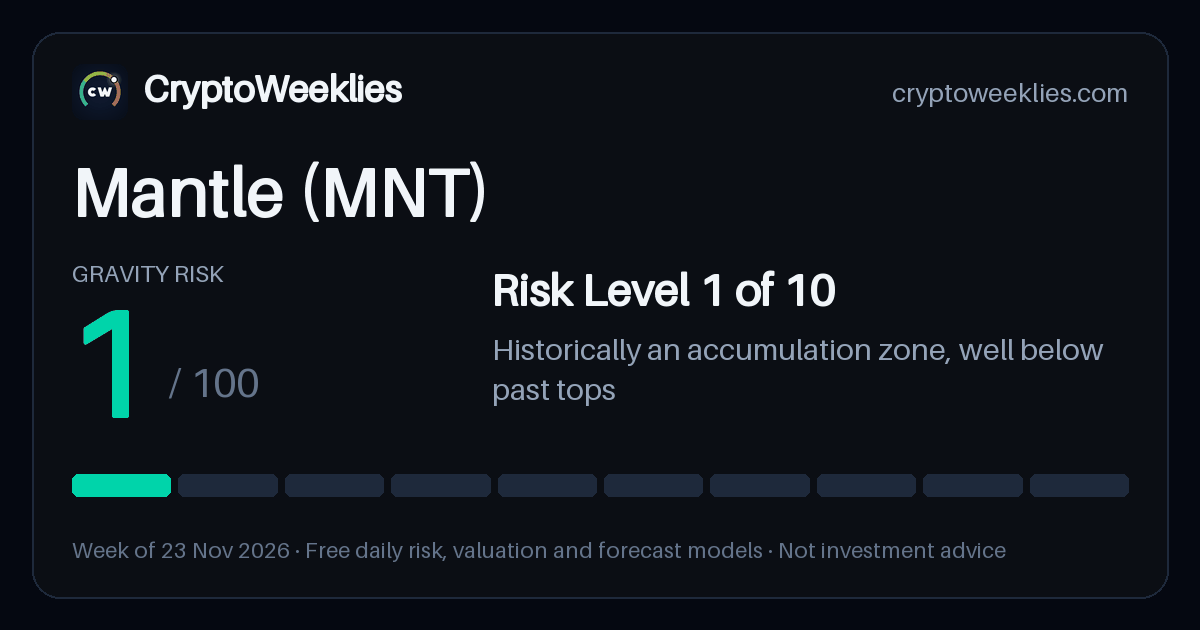 CW
CryptoWeeklies
cryptoweeklies.com
Mantle (MNT)
GRAVITY RISK
1 / 100
Risk Level 1 of 10
Historically an accumulation zone, well below
past tops
Week of 23 Nov 2026 · Free daily risk, valuation and forecast models · Not investment advice